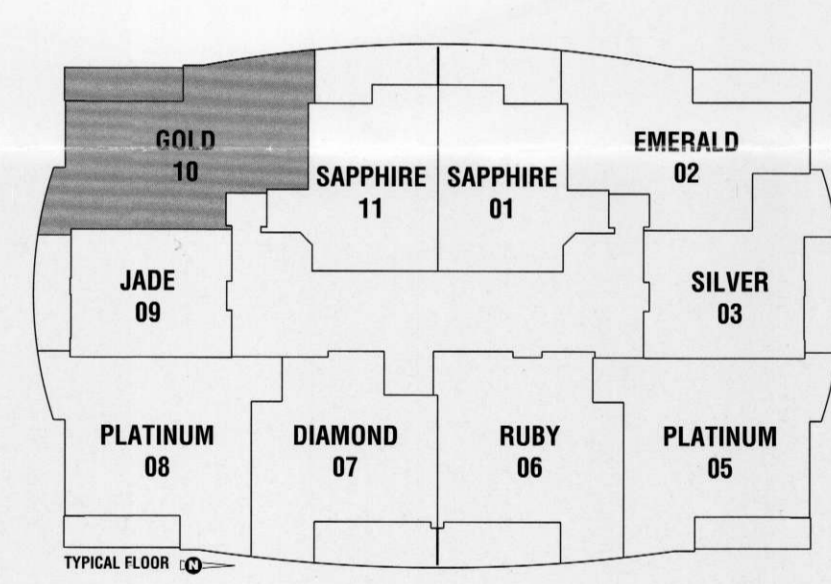 GOLD
10
SAPPHIRE
11
SAPPHIRE
01
EMERALD
02
JADE
09
SILVER
03
PLATINUM
08
DIAMOND
07
RUBY
06
PLATINUM
05
TYPICAL FLOOR N